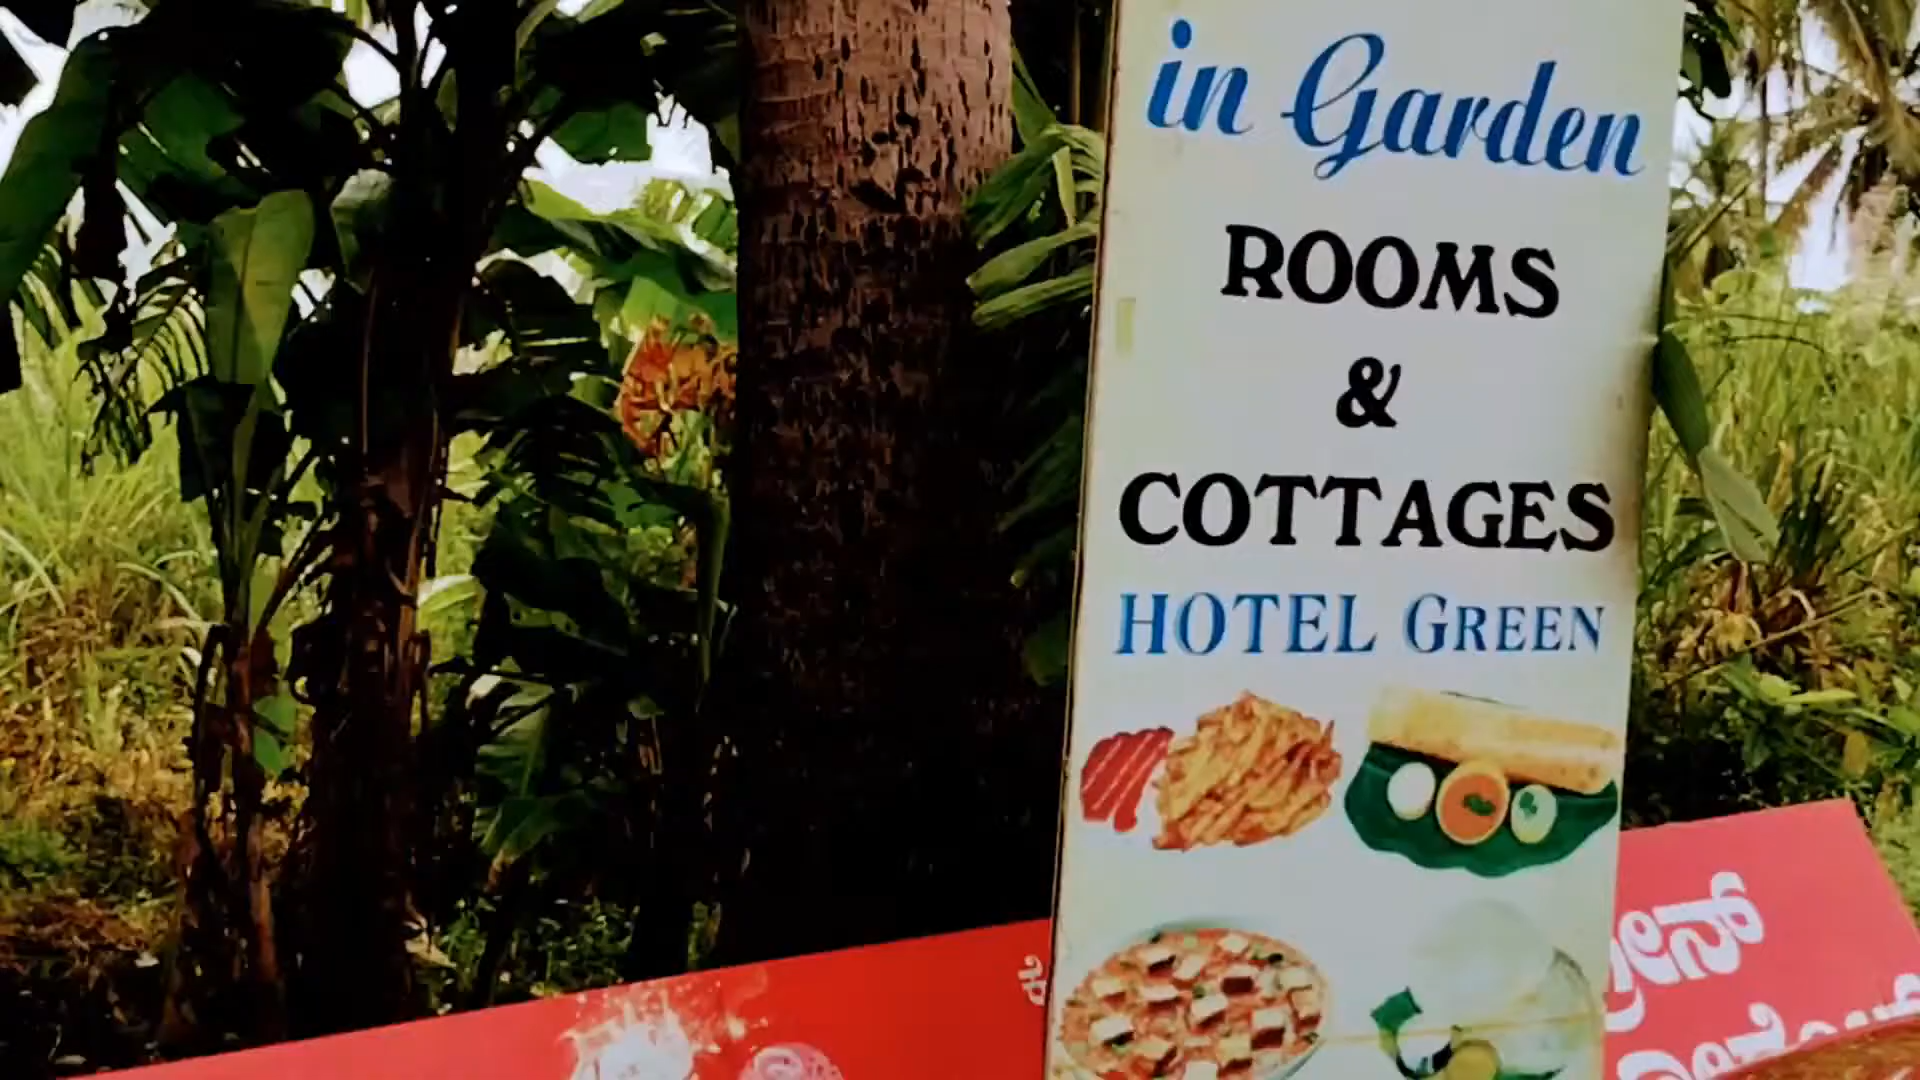 in Garden
ROOMS
&
COTTAGES
HOTEL GREEN